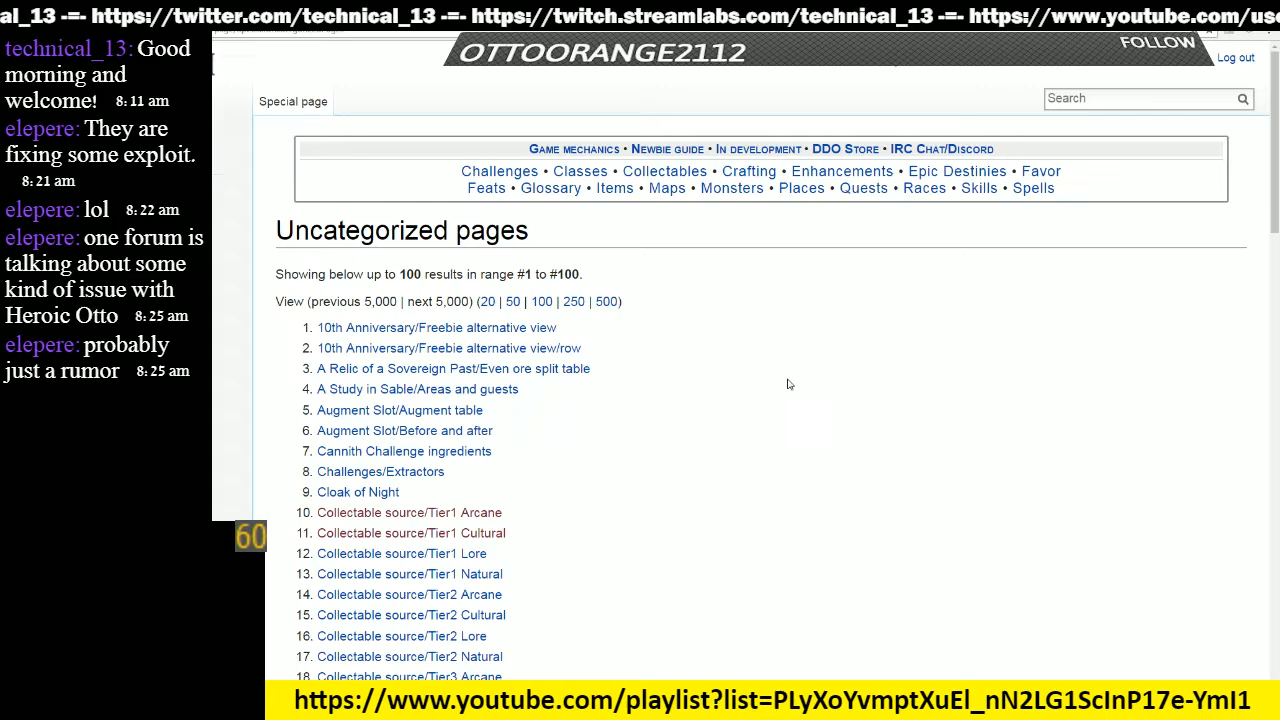 al_13 -=- https://twitter.com/technical_13 -=- https://twitch.streamlabs.com/technical_13 -=- https://www.youtube.com/use
technical_13: Good
morning and
welcome! 8:11 am
elepere: They are
fixing some exploit.
8:21 am
elepere: lol 8:22 am
elepere: one forum is
talking about some
kind of issue with
Heroic Otto 8:25 am
elepere: probably
just a rumor 8:25 am
60
OTTOORANGE2112
FOLLOW
Log out
Special page
Search
GAME MECHANICS • NEWBIE GUIDE • IN DEVELOPMENT • DDO STORE • IRC CHAT/DISCORD
Challenges • Classes • Collectables • Crafting • Enhancements • Epic Destinies • Favor
Feats • Glossary • Items • Maps • Monsters • Places • Quests • Races • Skills • Spells
Uncategorized pages
Showing below up to 100 results in range #1 to #100.
View (previous 5,000 | next 5,000) (20 | 50 | 100 | 250 | 500)
1. 10th Anniversary/Freebie alternative view
2. 10th Anniversary/Freebie alternative view/row
3. A Relic of a Sovereign Past/Even ore split table
4. A Study in Sable/Areas and guests
5. Augment Slot/Augment table
6. Augment Slot/Before and after
7. Cannith Challenge ingredients
8. Challenges/Extractors
9. Cloak of Night
10. Collectable source/Tier1 Arcane
11. Collectable source/Tier1 Cultural
12. Collectable source/Tier1 Lore
13. Collectable source/Tier1 Natural
14. Collectable source/Tier2 Arcane
15. Collectable source/Tier2 Cultural
16. Collectable source/Tier2 Lore
17. Collectable source/Tier2 Natural
18. Collectable source/Tier3 Arcane
https://www.youtube.com/playlist?list=PLyXoYvmptXuEl_nN2LG1ScInP17e-YmI1